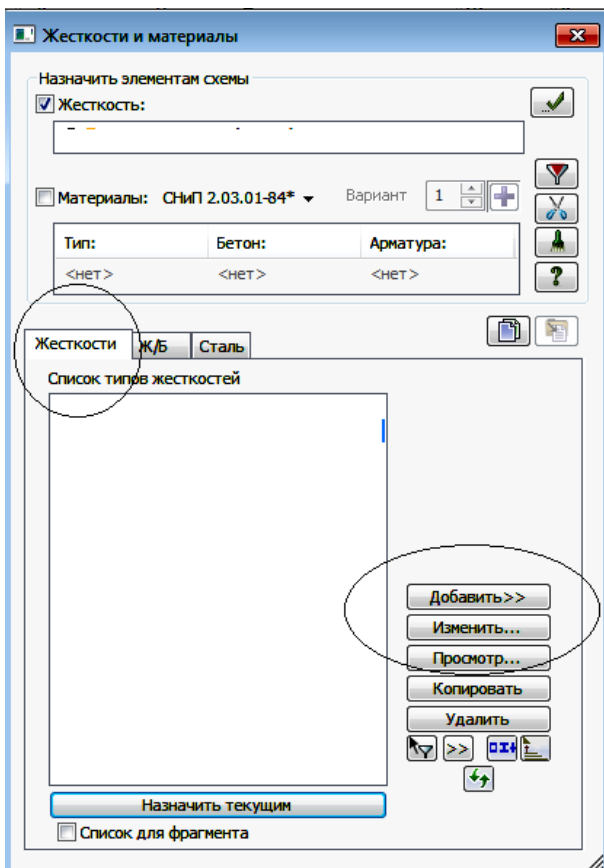 Жесткости и материалы
Назначить элементам схемы
Жесткость:
Материалы: СНиП 2.03.01-84* Вариант 1
Тип: Бетон: Арматура:
<нет> <нет> <нет>
?
Жесткости Ж/Б Сталь
Список типов жесткостей
Добавить>>
Изменить...
Просмотр...
Копировать
Удалить
>>
Назначить текущим
Список для фрагмента